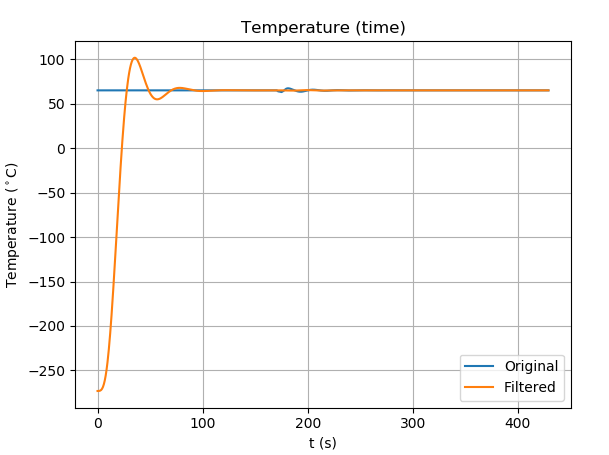 Temperature (time)
Temperature (°C)
100
50
0
−50
−100
−150
−200
−250
0
100
200
300
400
t (s)
Original
Filtered